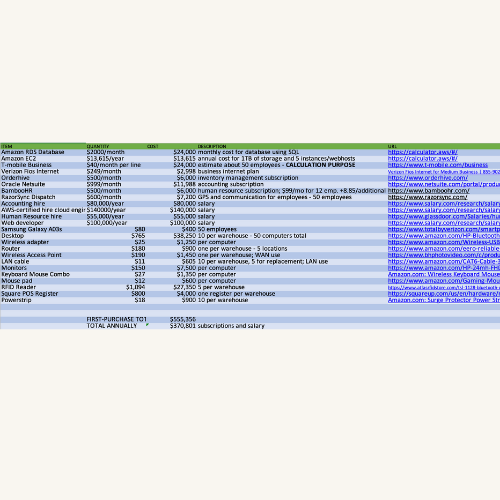 ITEM QUANTITY COST DESCRIPTION URL
Amazon RDS Database $2000/month $24,000 monthly cost for database using SQL https://calculator.aws/#/
Amazon EC2 $13,615/year $13,615 annual cost for 1TB of storage and 5 instances/webhosts https://calculator.aws/#/
T-mobile Business $40/month per line $24,000 estimate about 50 employees - CALCULATION PURPOSE https://www.t-mobile.com/business
Verizon Fios Internet $249/month $2,998 business internet plan Verizon Fios Internet for Medium Business | 855-902
Orderhive $500/month $6,000 inventory management subscription https://www.orderhive.com/
Oracle Netsuite $999/month $11,988 accounting subscription https://www.netsuite.com/portal/produ
BambooHR $500/month $6,000 human resource subscription; $99/mo for 12 emp. +8.85/additional https://www.bamboohr.com/
RazorSync Dispatch $600/month $7,200 GPS and communication for employees - 50 employees https://www.razorsync.com/
Accounting hire $80,000/year $80,000 salary https://www.salary.com/research/salary
AWS-certified hire cloud engi $140000/year $140,000 salary https://www.salary.com/research/salary
Human Resource hire $55,000/year $55,000 salary https://www.glassdoor.com/Salaries/hu
Web developer $100,000/year $100,000 salary https://www.salary.com/research/salary
Samsung Galaxy A03s $80 $400 50 employees https://www.totalbyverizon.com/smartp
Desktop $765 $38,250 10 per warehouse - 50 computers total https://www.amazon.com/HP-Bluetooth
Router $180 $900 one per warehouse - 5 locations https://www.amazon.com/eero-reliable
Wireless adapter $25 $1,250 per computer https://www.amazon.com/Wireless-USB
Wireless Access Point $190 $1,450 one per warehouse; WAN use https://www.bhphotovideo.com/c/produ
LAN cable $11 $605 10 per warehouse, 5 for replacement; LAN use https://www.amazon.com/CAT6-Cable-
Monitors $150 $7,500 per computer https://www.amazon.com/HP-24mh-FHD
Keyboard Mouse Combo $27 $1,350 per computer Amazon.com: Wireless Keyboard Mouse
Mouse pad $12 $600 per computer https://www.amazon.com/Gaming-Mou
RFID Reader $1,094 $27,350 5 per warehouse
Square POS Register $800 $4,000 one register per warehouse https://squareup.com/us/en/hardware/
Powerstrip $18 $900 10 per warehouse Amazon.com: Surge Protector Power Str
FIRST-PURCHASE TOT $555,356
TOTAL ANNUALLY $370,801 subscriptions and salary